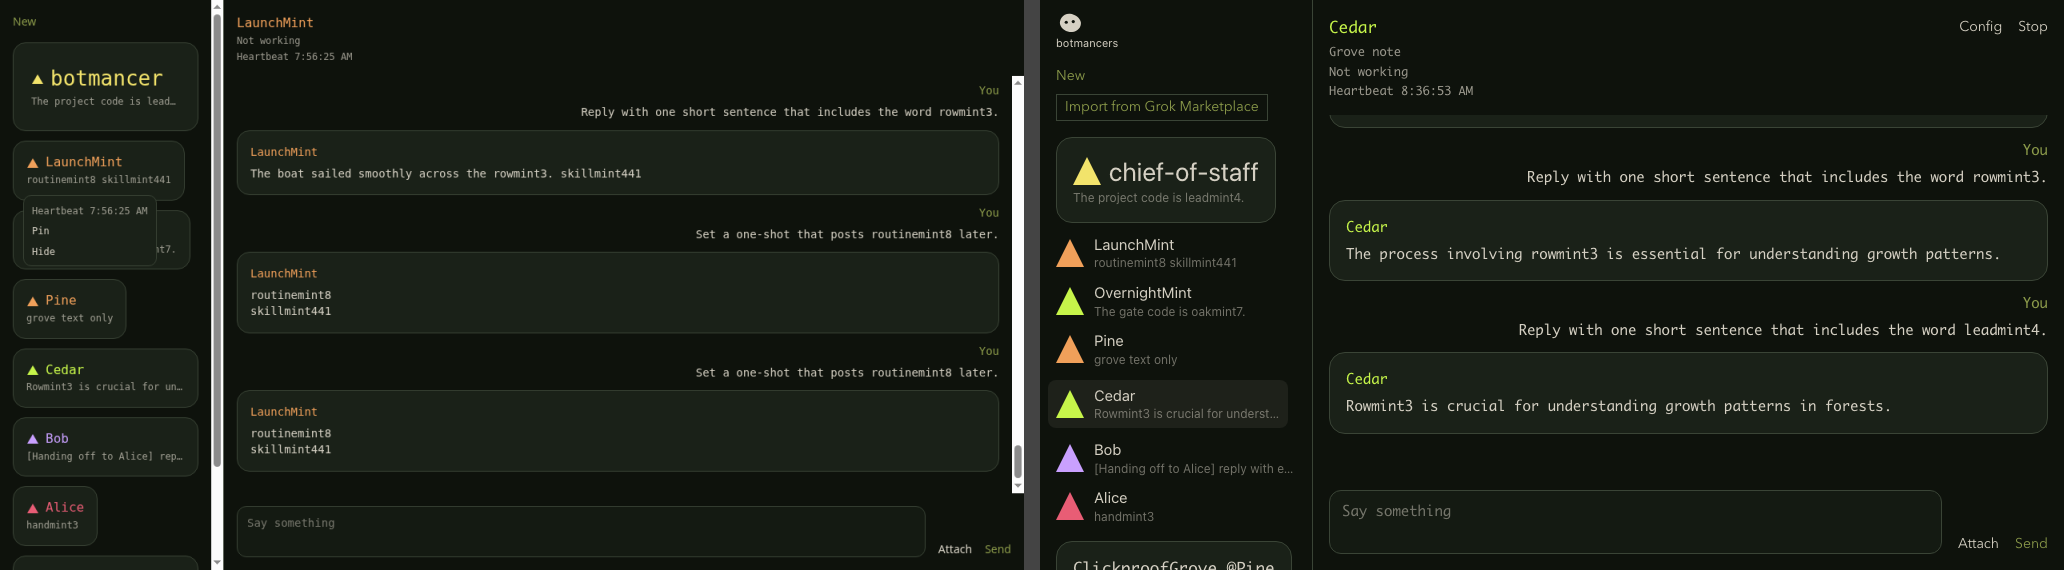 New
botmancer
The project code is lead…
LaunchMint
routinemint8 skillmint441
Heartbeat 7:56:25 AM
Pin
Hide
nt7.
Pine
grove text only
Cedar
Rowmint3 is crucial for un…
Bob
[Handing off to Alice] rep…
Alice
handmint3
LaunchMint
Not working
Heartbeat 7:56:25 AM
You
Reply with one short sentence that includes the word rowmint3.
LaunchMint
The boat sailed smoothly across the rowmint3. skillmint441
You
Set a one-shot that posts routinemint8 later.
LaunchMint
routinemint8
skillmint441
You
Set a one-shot that posts routinemint8 later.
LaunchMint
routinemint8
skillmint441
Say something
Attach
Send
botmancers
New
Import from Grok Marketplace
chief-of-staff
The project code is leadmint4.
LaunchMint
routinemint8 skillmint441
OvernightMint
The gate code is oakmint7.
Pine
grove text only
Cedar
Rowmint3 is crucial for underst…
Bob
[Handing off to Alice] reply with e…
Alice
handmint3
ClickproofGrove @Pine
Cedar
Config
Stop
Grove note
Not working
Heartbeat 8:36:53 AM
You
Reply with one short sentence that includes the word rowmint3.
Cedar
The process involving rowmint3 is essential for understanding growth patterns.
You
Reply with one short sentence that includes the word leadmint4.
Cedar
Rowmint3 is crucial for understanding growth patterns in forests.
Say something
Attach
Send